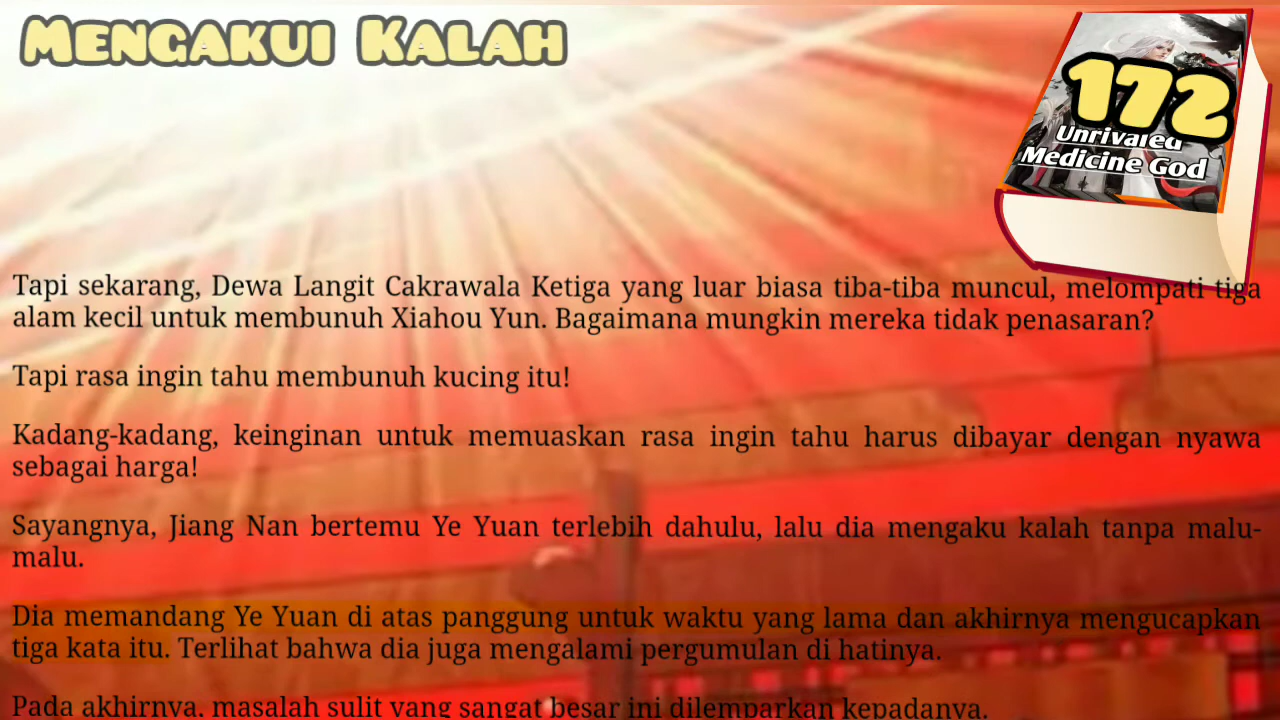 Mengakui Kalah
172
Unrivaled
Medicine God
Tapi sekarang, Dewa Langit Cakrawala Ketiga yang luar biasa tiba-tiba muncul, melompati tiga
alam kecil untuk membunuh Xiahou Yun. Bagaimana mungkin mereka tidak penasaran?
Tapi rasa ingin tahu membunuh kucing itu!
Kadang-kadang, keinginan untuk memuaskan rasa ingin tahu harus dibayar dengan nyawa
sebagai harga!
Sayangnya, Jiang Nan bertemu Ye Yuan terlebih dahulu, lalu dia mengaku kalah tanpa malu-
malu.
Dia memandang Ye Yuan di atas panggung untuk waktu yang lama dan akhirnya mengucapkan
tiga kata itu. Terlihat bahwa dia juga mengalami pergumulan di hatinya.
Pada akhirnya, masalah sulit yang sangat besar ini dilemparkan kepadanya.